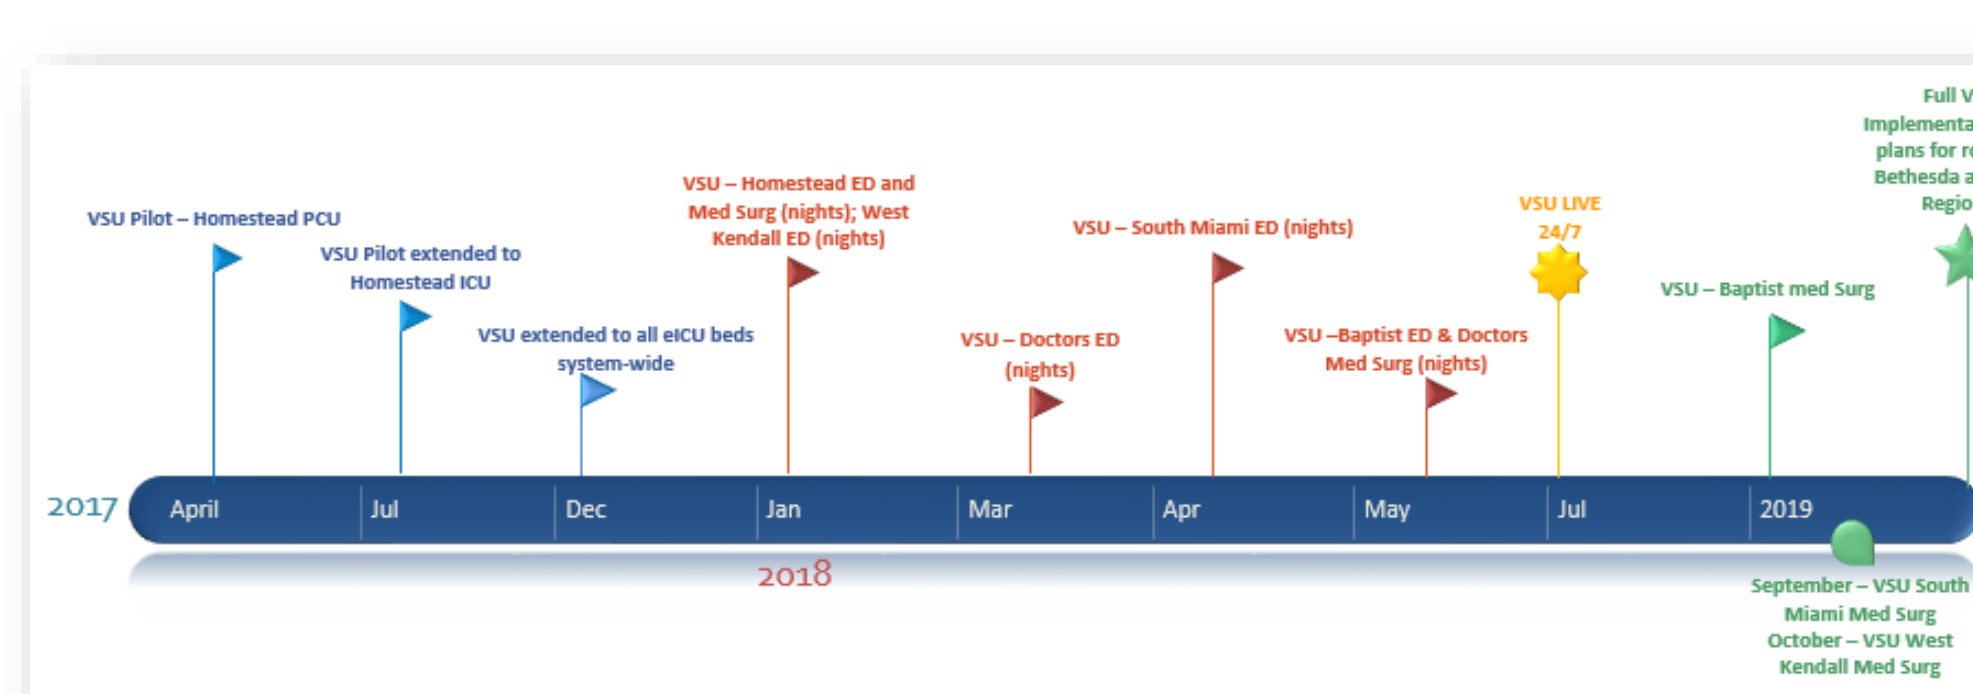 VSU Pilot – Homestead PCU
VSU Pilot extended to
Homestead ICU
VSU extended to all eICU beds
system-wide
VSU – Homestead ED and
Med Surg (nights); West
Kendall ED (nights)
VSU – Doctors ED
(nights)
VSU – South Miami ED (nights)
VSU –Baptist ED & Doctors
Med Surg (nights)
VSU LIVE
24/7
VSU – Baptist med Surg
Full
plans for
Bethesda
2017
April
Jul
Dec
Jan
Mar
Apr
May
Jul
2019
2018
September – VSU South
Miami Med Surg
October – VSU West
Kendall Med Surg